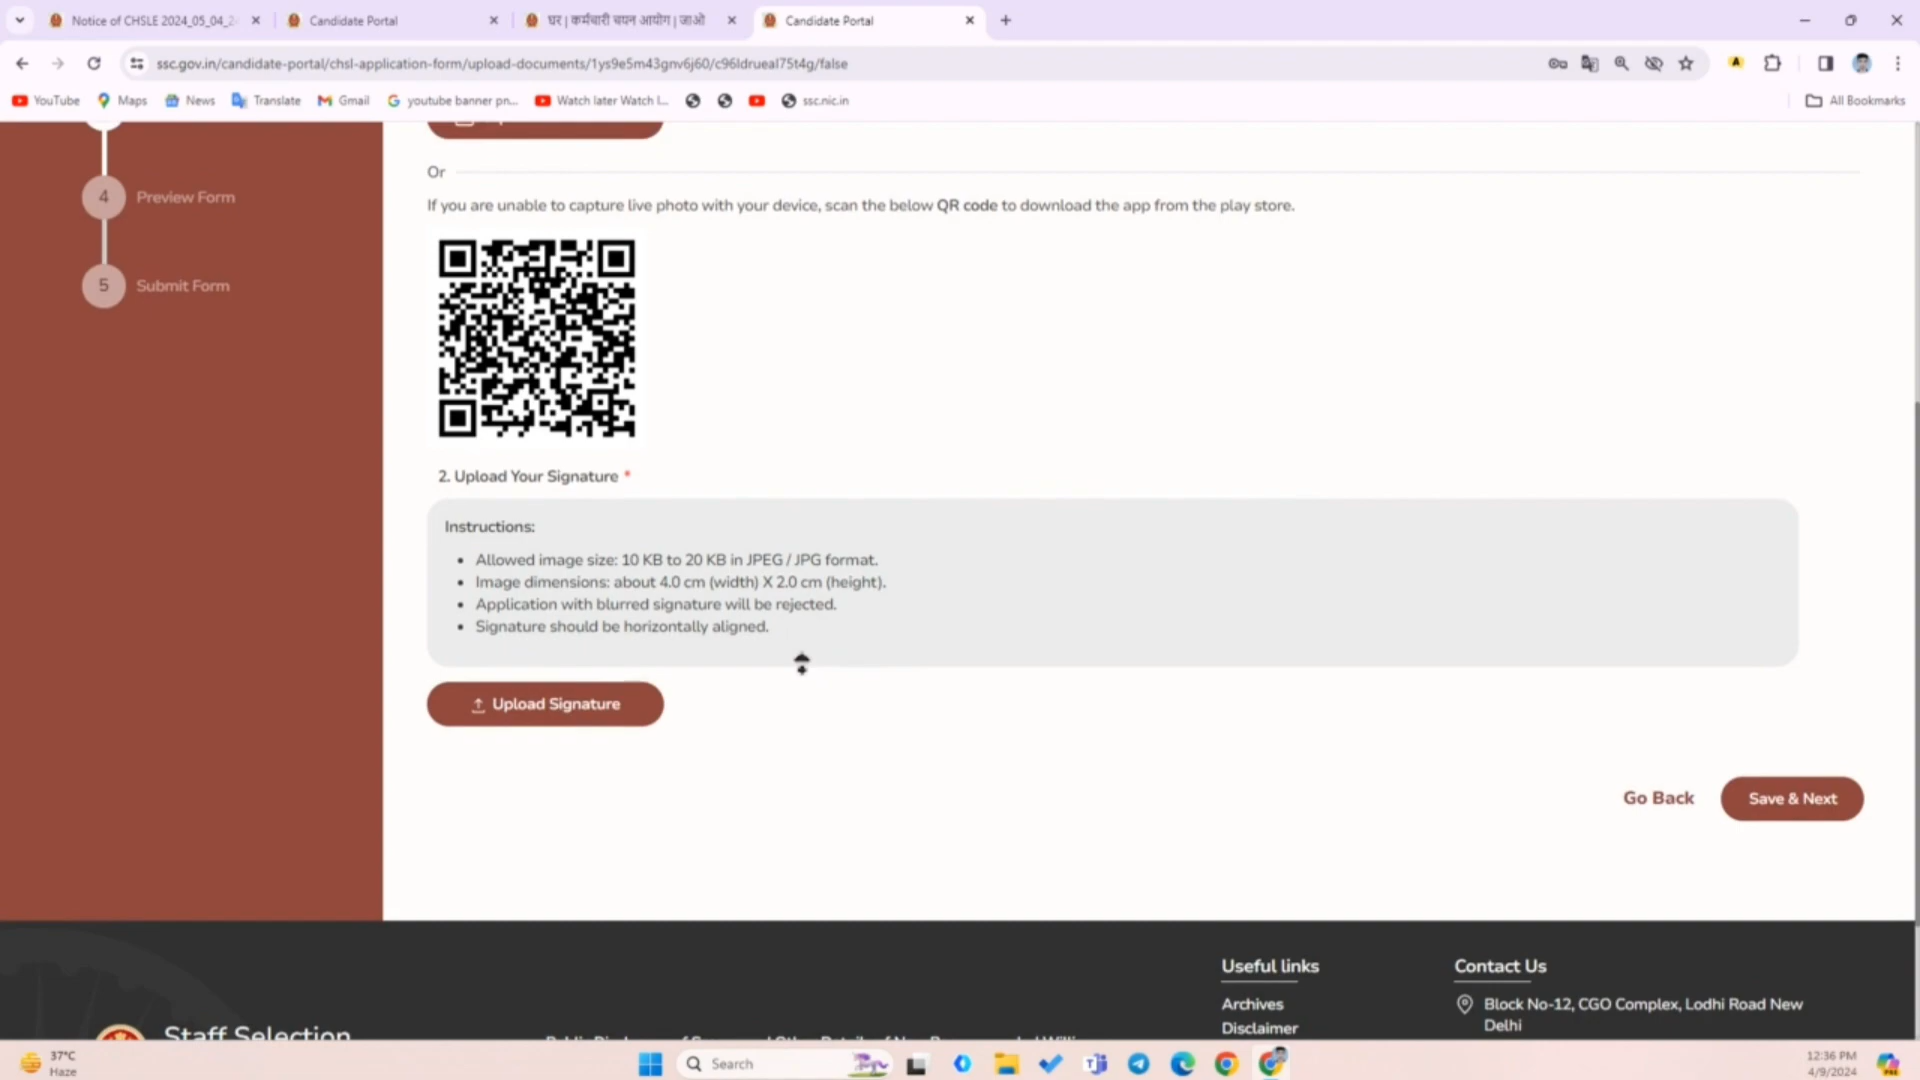 Notice of CHSLE 2024_05_04_2
Candidate Portal
घर | कर्मचारी चयन आयोग | जाओ
Candidate Portal
ssc.gov.in/candidate-portal/chsl-application-form/upload-documents/1ys9e5m43gnv6j60/c96ldrueal75t4g/false
YouTube
Maps
News
Translate
Gmail
youtube banner pn...
Watch later Watch l...
ssc.nic.in
All Bookmarks
4 Preview Form
5 Submit Form
Or
If you are unable to capture live photo with your device, scan the below QR code to download the app from the play store.
2. Upload Your Signature *
Instructions:
• Allowed image size: 10 KB to 20 KB in JPEG / JPG format.
• Image dimensions: about 4.0 cm (width) X 2.0 cm (height).
• Application with blurred signature will be rejected.
• Signature should be horizontally aligned.
Upload Signature
Go Back
Save & Next
Useful links
Archives
Disclaimer
Contact Us
Block No-12, CGO Complex, Lodhi Road New
Delhi
Staff Selection
37°C
Haze
Search
12:36 PM
4/9/2024